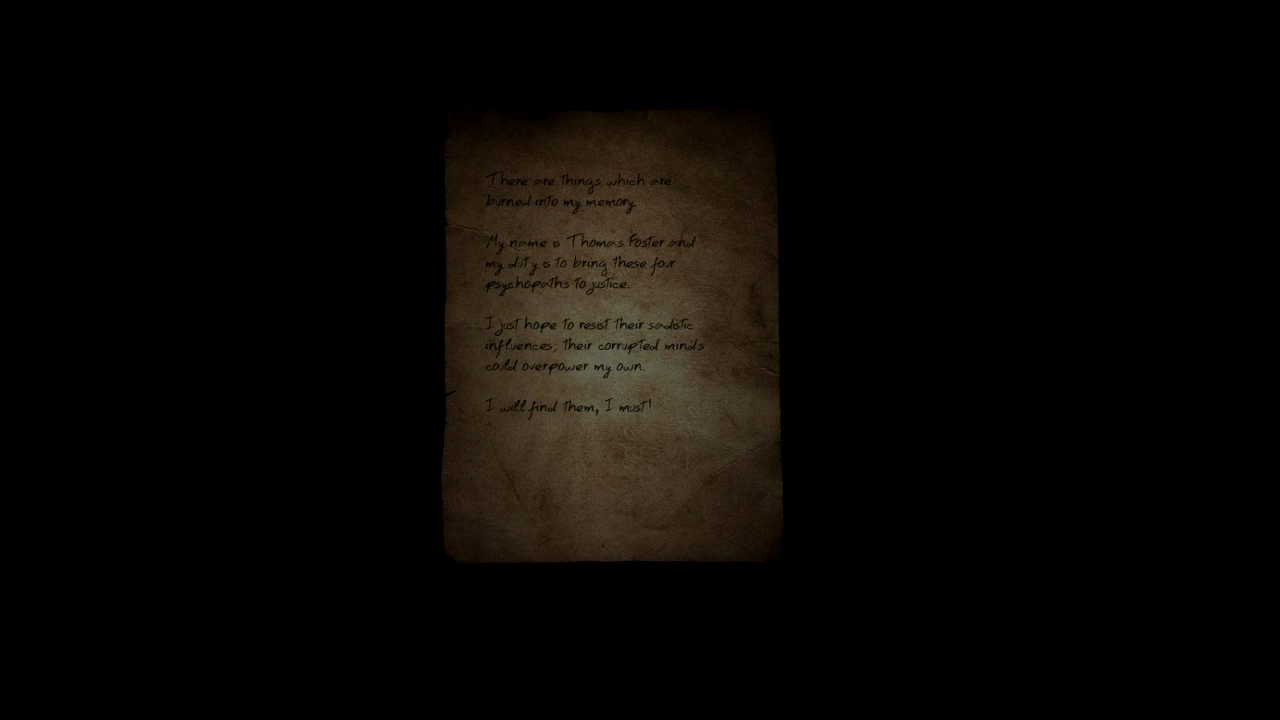 There are things which are
burned into my memory.
My name is Thomas Foster and
my duty is to bring these four
psychopaths to justice.
I just hope to resist their sadistic
influences; their corrupted minds
could overpower my own.
I will find them, I must!